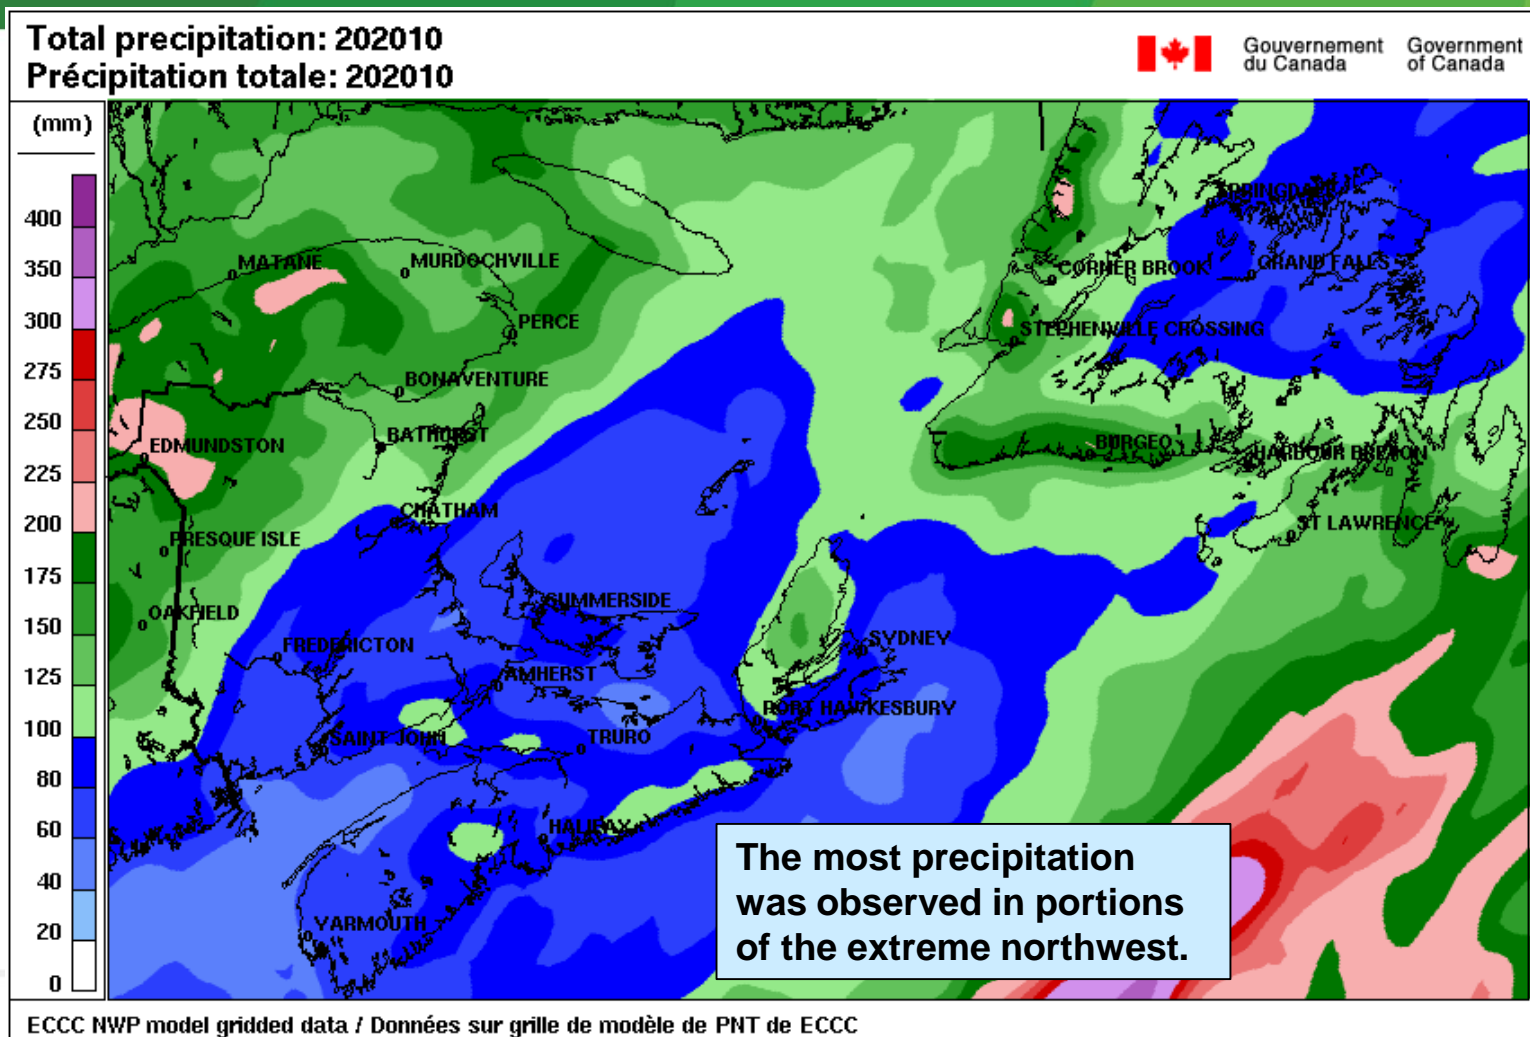 Total precipitation: 202010
Précipitation totale: 202010
Gouvernement du Canada
Government of Canada
(mm)
400
350
300
275
250
225
200
175
150
125
100
80
60
40
20
0
SPRINGDALE
MATANE
MURDOCHVILLE
CORNER BROOK
GRAND FALLS
PERCE
STEPHENVILLE CROSSING
BONAVENTURE
BATHURST
EDMUNDSTON
BURGEO
HARBOUR BRETON
CHATHAM
ST LAWRENCE
PRESQUE ISLE
SUMMERSIDE
OAKFIELD
FREDERICTON
SYDNEY
AMHERST
PORT HAWKESBURY
SAINT JOHN
TRURO
HALIFAX
YARMOUTH
The most precipitation
was observed in portions
of the extreme northwest.
ECCC NWP model gridded data / Données sur grille de modèle de PNT de ECCC